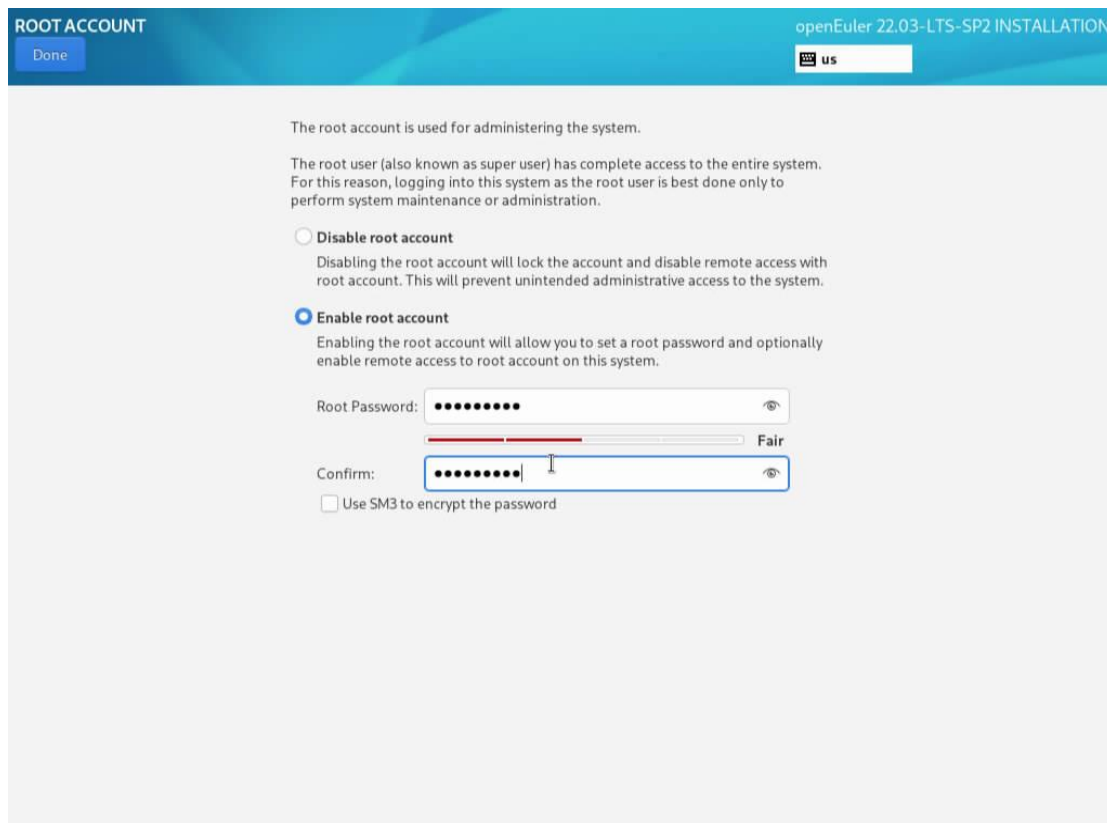 ROOT ACCOUNT
openEuler 22.03-LTS-SP2 INSTALLATION
Done
us
The root account is used for administering the system.
The root user (also known as super user) has complete access to the entire system.
For this reason, logging into this system as the root user is best done only to
perform system maintenance or administration.
Disable root account
Disabling the root account will lock the account and disable remote access with
root account. This will prevent unintended administrative access to the system.
Enable root account
Enabling the root account will allow you to set a root password and optionally
enable remote access to root account on this system.
Root Password: ●●●●●●●●●
Fair
Confirm: ●●●●●●●●●
Use SM3 to encrypt the password